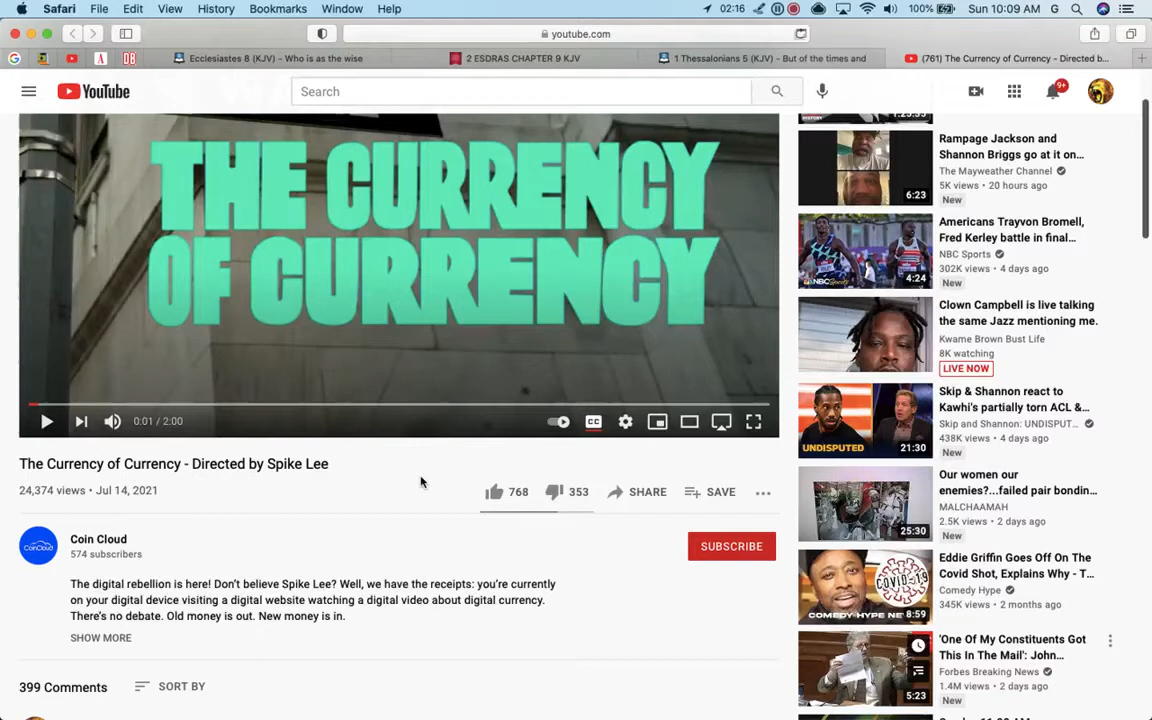 Safari File Edit View History Bookmarks Window Help 02:16 100% Sun 10:09 AM G
youtube.com
Ecclesiastes 8 (KJV) - Who is as the wise
2 ESDRAS CHAPTER 9 KJV
1 Thessalonians 5 (KJV) - But of the times and
(761) The Currency of Currency - Directed b...
YouTube
Search
9+
THE CURRENCY
OF CURRENCY
0:01 / 2:00
CC
The Currency of Currency - Directed by Spike Lee
24,374 views • Jul 14, 2021
768
353
SHARE
SAVE
CoinCloud
Coin Cloud
574 subscribers
SUBSCRIBE
The digital rebellion is here! Don't believe Spike Lee? Well, we have the receipts: you're currently
on your digital device visiting a digital website watching a digital video about digital currency.
There's no debate. Old money is out. New money is in.
SHOW MORE
399 Comments
SORT BY
Rampage Jackson and
Shannon Briggs go at it on...
The Mayweather Channel
5K views • 20 hours ago
New
6:23
Americans Trayvon Bromell,
Fred Kerley battle in final...
NBC Sports
302K views • 4 days ago
New
NBC Sports
4:24
Clown Campbell is live talking
the same Jazz mentioning me.
Kwame Brown Bust Life
8K watching
LIVE NOW
Skip & Shannon react to
Kawhi's partially torn ACL &...
Skip and Shannon: UNDISPUT...
438K views • 4 days ago
New
UNDISPUTED
21:30
Our women our
enemies?...failed pair bondin...
MALCHAAMAH
2.5K views • 2 days ago
New
25:30
Eddie Griffin Goes Off On The
Covid Shot, Explains Why - T...
Comedy Hype
345K views • 2 months ago
COVID-19
COMEDY HYPE NE
8:59
'One Of My Constituents Got
This In The Mail': John...
Forbes Breaking News
1.4M views • 2 days ago
New
5:23